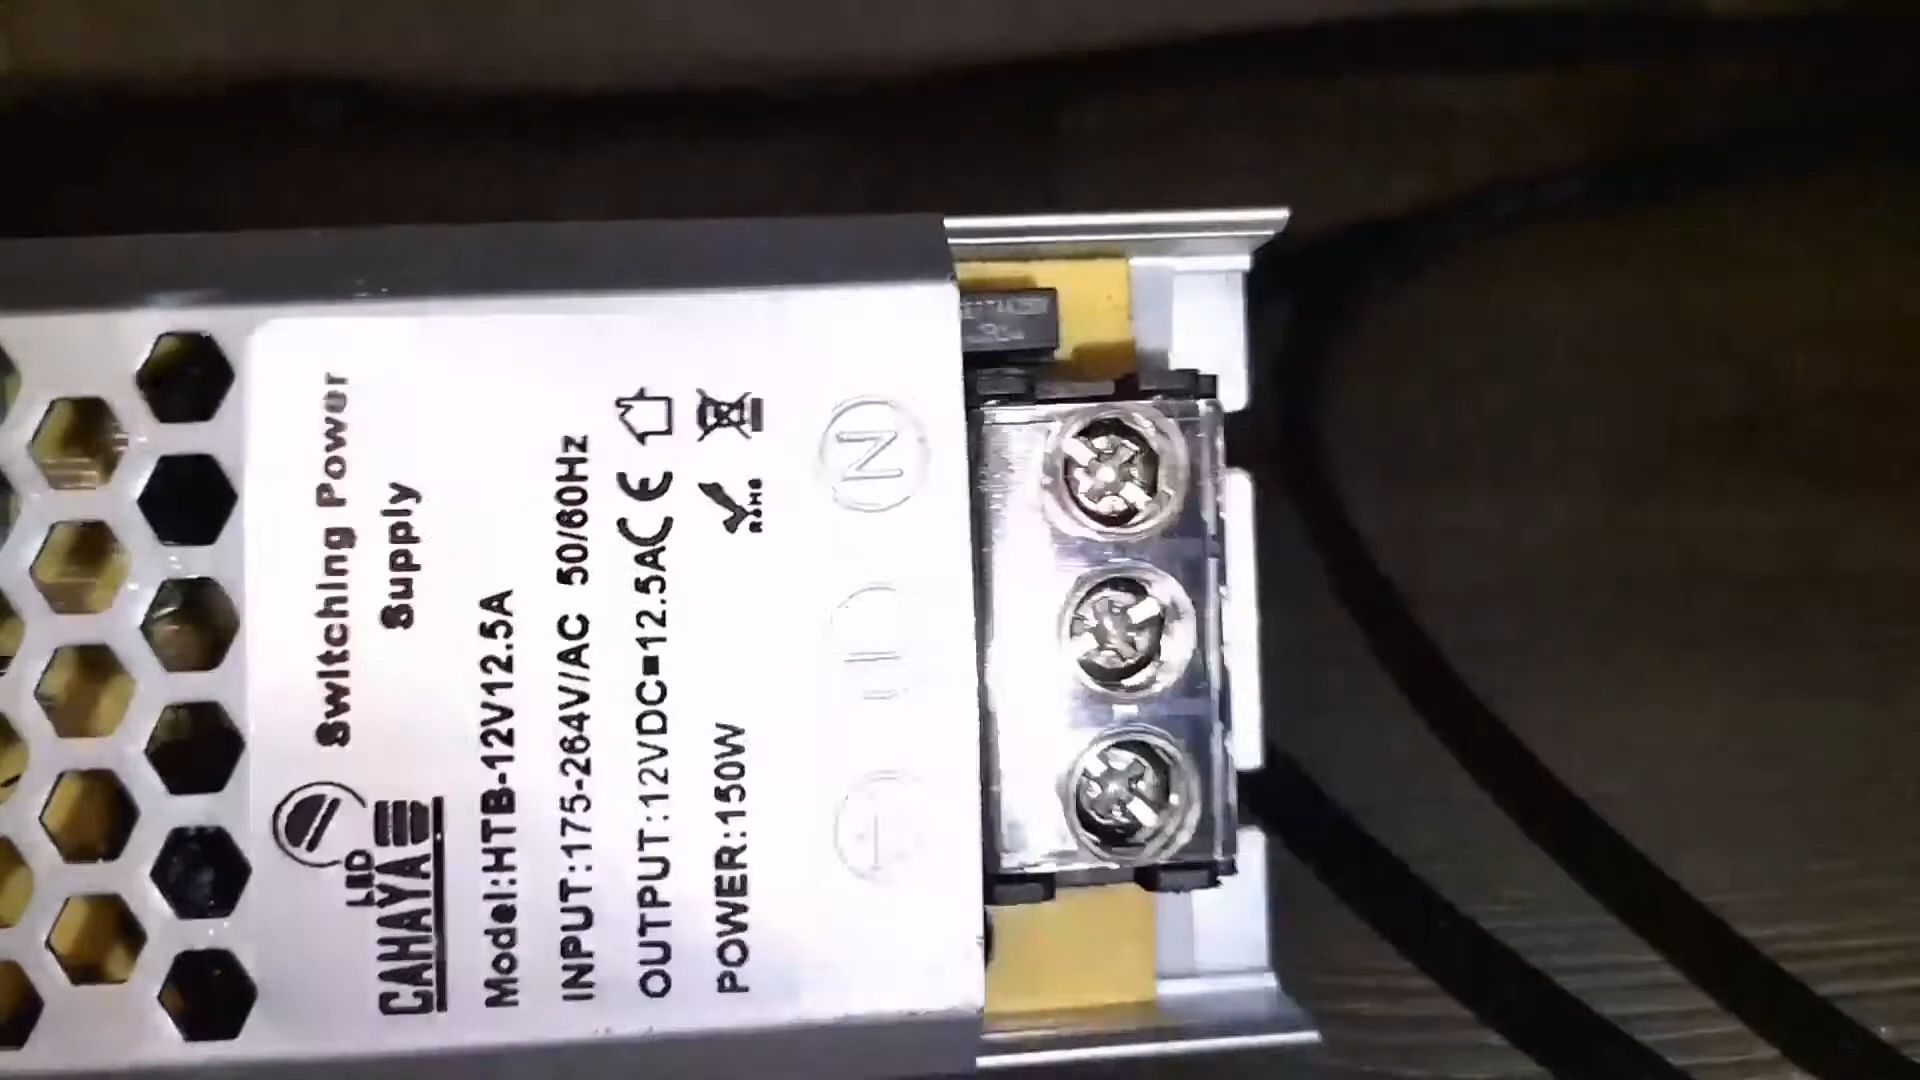 Switching Power
Supply
LED
CAHAYA
Model:HTB-12V12.5A
INPUT:175-264V/AC 50/60Hz
OUTPUT:12VDC=12.5A CE
POWER:150W
RoHS
N